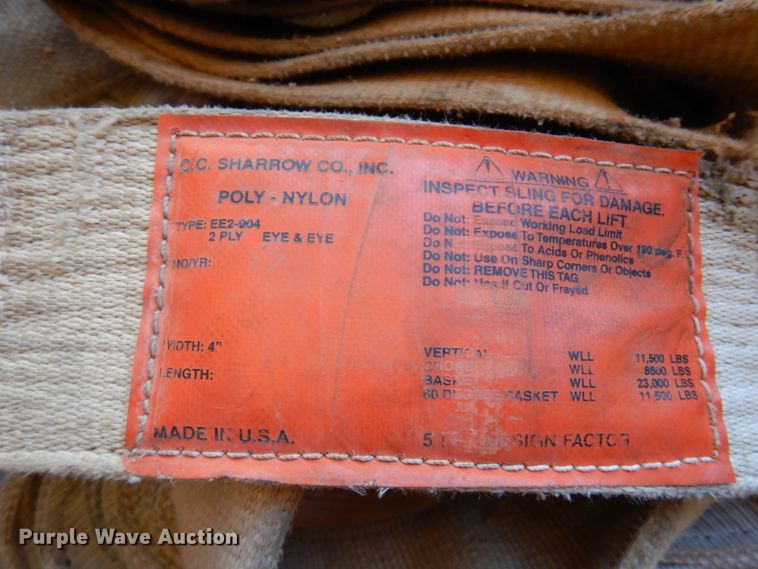 C.C. SHARROW CO., INC.
POLY - NYLON
TYPE: EE2-904
2 PLY EYE & EYE
MO/YR:
WIDTH: 4"
LENGTH:
MADE IN U.S.A.
WARNING
INSPECT SLING FOR DAMAGE.
BEFORE EACH LIFT
Do Not: Exceed Working Load Limit
Do Not: Expose To Temperatures Over 190 deg. F.
Do Not: Expose To Acids Or Phenolics
Do Not: Use On Sharp Corners Or Objects
Do Not: REMOVE THIS TAG
Do Not: Use If Cut Or Frayed
VERTICAL WLL 11,500 LBS
WLL 8800 LBS
BASKET WLL 23,000 LBS
60 DEGREE BASKET WLL 11,500 LBS
5 DESIGN FACTOR
Purple Wave Auction